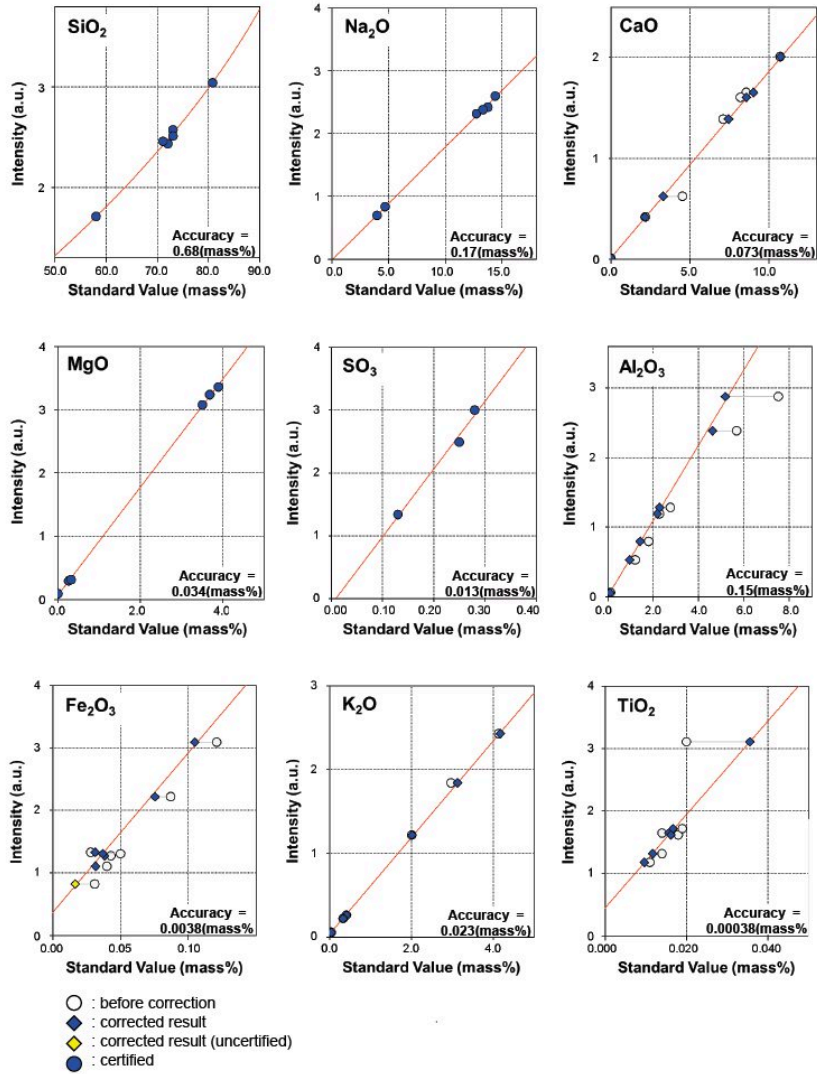 SiO₂
Intensity (a.u.)
3
2
Accuracy =
0.68(mass%)
50.0 60.0 70.0 80.0 90.0
Standard Value (mass%)
Na₂O
Intensity (a.u.)
4
3
2
1
0
Accuracy =
0.17(mass%)
0.0 5.0 10.0 15.0
Standard Value (mass%)
CaO
Intensity (a.u.)
2
1
0
Accuracy =
0.073(mass%)
0.0 5.0 10.0
Standard Value (mass%)
MgO
Intensity (a.u.)
4
3
2
1
0
Accuracy =
0.034(mass%)
0.0 2.0 4.0
Standard Value (mass%)
SO₃
Intensity (a.u.)
4
3
2
1
0
Accuracy =
0.013(mass%)
0.00 0.10 0.20 0.30 0.40
Standard Value (mass%)
Al₂O₃
Intensity (a.u.)
3
2
1
0
Accuracy =
0.15(mass%)
0.0 2.0 4.0 6.0 8.0
Standard Value (mass%)
Fe₂O₃
Intensity (a.u.)
4
3
2
1
0
Accuracy =
0.0038(mass%)
0.00 0.05 0.10
Standard Value (mass%)
K₂O
Intensity (a.u.)
3
2
1
0
Accuracy =
0.023(mass%)
0.0 2.0 4.0
Standard Value (mass%)
TiO₂
Intensity (a.u.)
4
3
2
1
0
Accuracy =
0.00038(mass%)
0.000 0.020 0.040
Standard Value (mass%)
: before correction
: corrected result
: corrected result (uncertified)
: certified